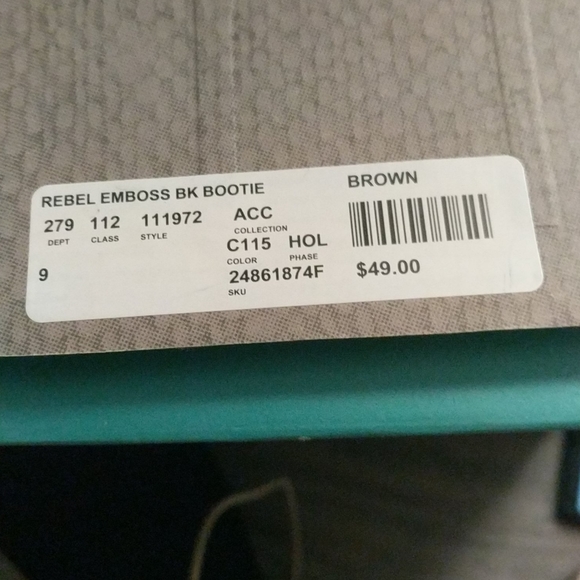 REBEL EMBOSS BK BOOTIE
BROWN
279 112 111972 ACC
DEPT CLASS STYLE COLLECTION
C115 HOL
COLOR PHASE
9
24861874F
$49.00
SKU